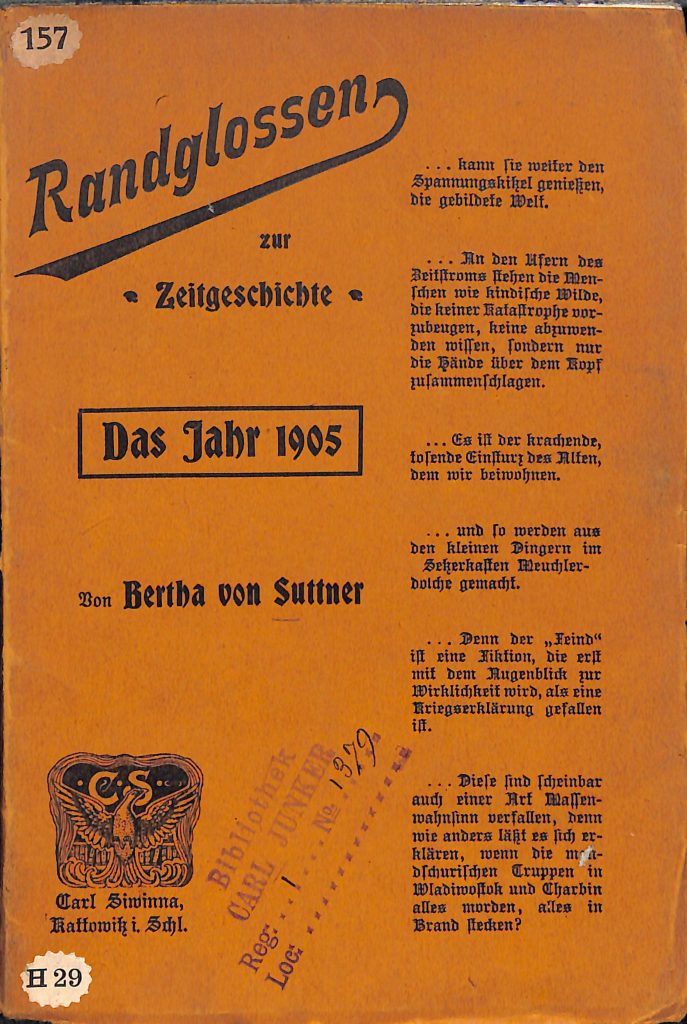 157
Randglossen
zur
Zeitgeschichte
Das Jahr 1905
Von Bertha von Suttner
... kann sie weiter den
Spannungskitzel genießen,
die gebildete Welt.
... An den Ufern des
Zeitstroms stehen die Men-
schen wie kindische Wilde,
die keiner Katastrophe vor-
zubeugen, keine abzuwen-
den wissen, sondern nur
die Hände über dem Kopf
zusammenschlagen.
... Es ist der krachende,
tosende Einsturz des Alten,
dem wir beiwohnen.
... und so werden aus
den kleinen Dingern im
Setzerkasten Meuchler-
dolche gemacht.
... Denn der „Feind“
ist eine Fiktion, die erst
mit dem Augenblick zur
Wirklichkeit wird, als eine
Kriegserklärung gefallen
ist.
... Diese sind scheinbar
auch einer Art Massen-
wahnsinn verfallen, denn
wie anders läßt es sich er-
klären, wenn die man-
dschurischen Truppen in
Wladiwostok und Charbin
alles morden, alles in
Brand stecken?
C. S.
Carl Siwinna,
Kattowitz i. Schl.
Bibliothek
CARL JUNKER
Reg: ..1.... No 1379
Loc:
H 29